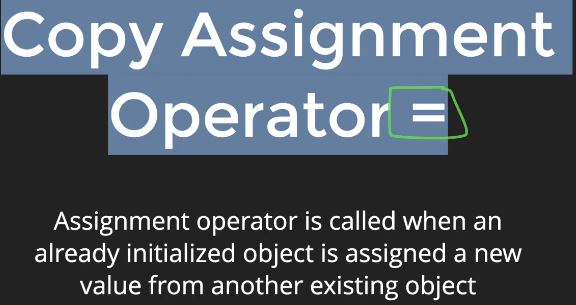 Copy Assignment
Operator =
Assignment operator is called when an
already initialized object is assigned a new
value from another existing object